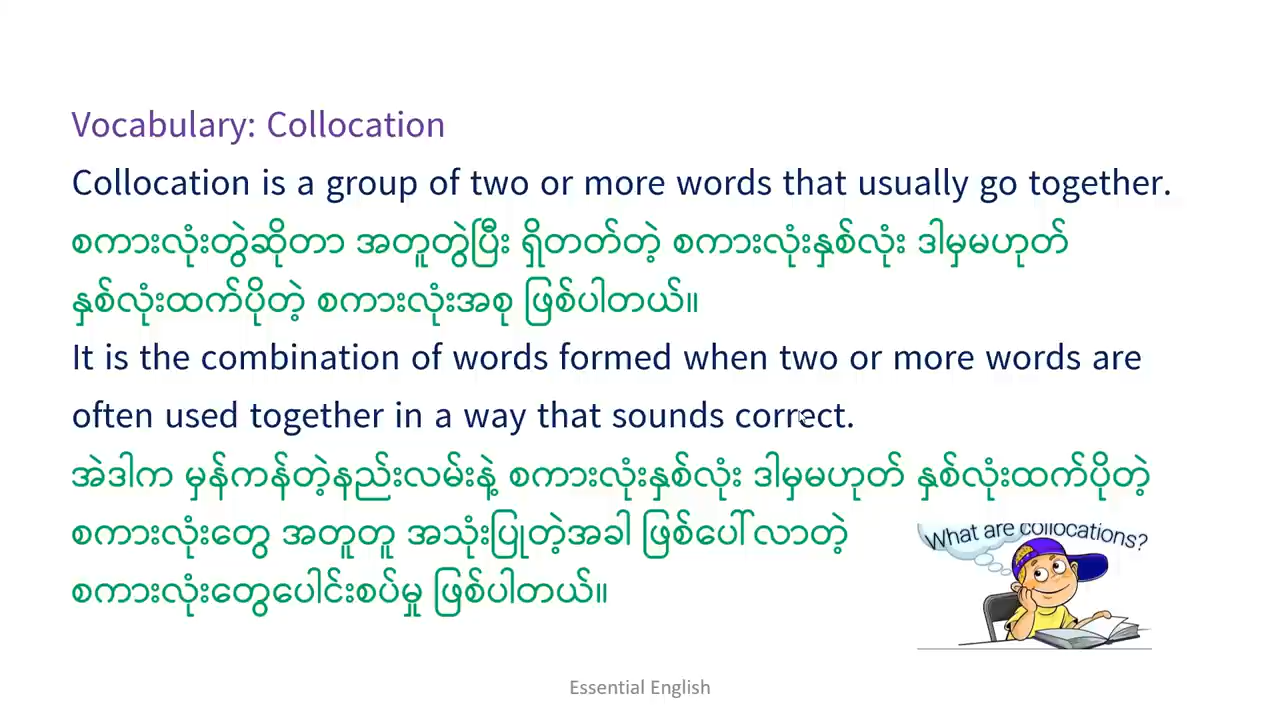 Vocabulary: Collocation
Collocation is a group of two or more words that usually go together.
စကားလုံးတွဲဆိုတာ အတူတွဲပြီး ရှိတတ်တဲ့ စကားလုံးနှစ်လုံး ဒါမှမဟုတ်
နှစ်လုံးထက်ပိုတဲ့ စကားလုံးအစု ဖြစ်ပါတယ်။
It is the combination of words formed when two or more words are
often used together in a way that sounds correct.
အဲဒါက မှန်ကန်တဲ့နည်းလမ်းနဲ့ စကားလုံးနှစ်လုံး ဒါမှမဟုတ် နှစ်လုံးထက်ပိုတဲ့
စကားလုံးတွေ အတူတူ အသုံးပြုတဲ့အခါ ဖြစ်ပေါ်လာတဲ့
စကားလုံးတွေပေါင်းစပ်မှု ဖြစ်ပါတယ်။
What are collocations?
Essential English